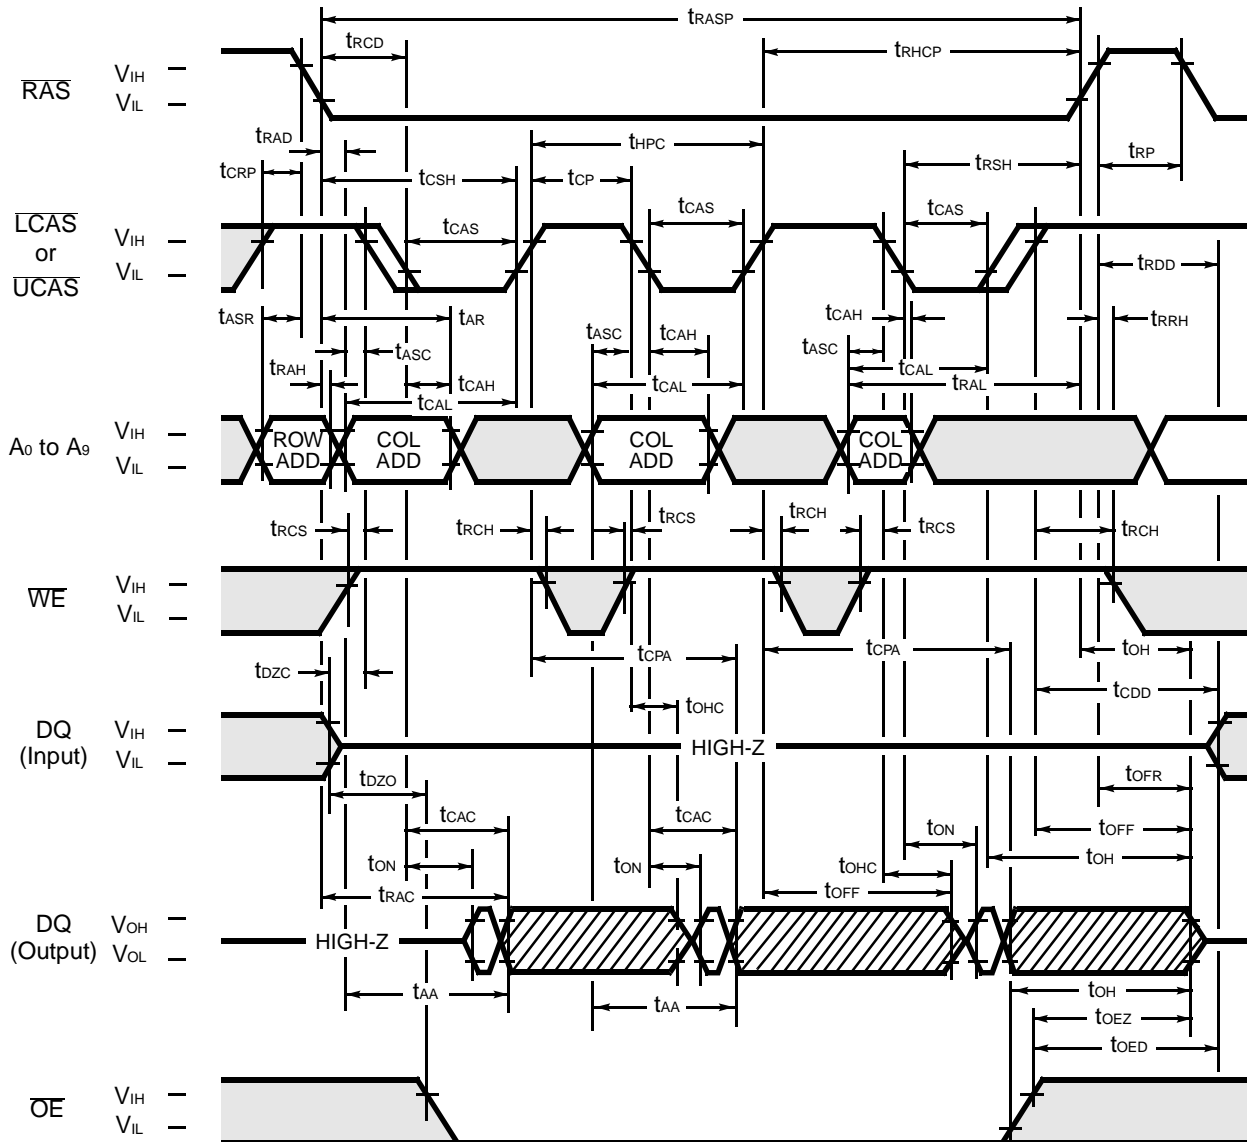 tRASP
tRCD
tRHCP
RAS
VIH
VIL
tRAD
tHPC
tCRP
tCSH
tCP
tRSH
tRP
LCAS
or
UCAS
VIH
VIL
tCAS
tCAS
tCAS
tRDD
tASR
tAR
tASC
tCAH
tCAH
tRRH
tASC
tASC
tRAH
tCAH
tCAL
tCAL
tCAL
tRAL
A0 to A9
VIH
VIL
ROW
ADD
COL
ADD
COL
ADD
COL
ADD
tRCS
tRCH
tRCS
tRCH
tRCS
tRCH
WE
VIH
VIL
tCPA
tCPA
tOH
tDZC
tCDD
tOHC
DQ
(Input)
VIH
VIL
HIGH-Z
tDZO
tOFR
tCAC
tCAC
tON
tOFF
tON
tON
tOHC
tOH
tRAC
tOFF
DQ
(Output)
VOH
VOL
HIGH-Z
tAA
tAA
tOH
tOEZ
tOED
OE
VIH
VIL